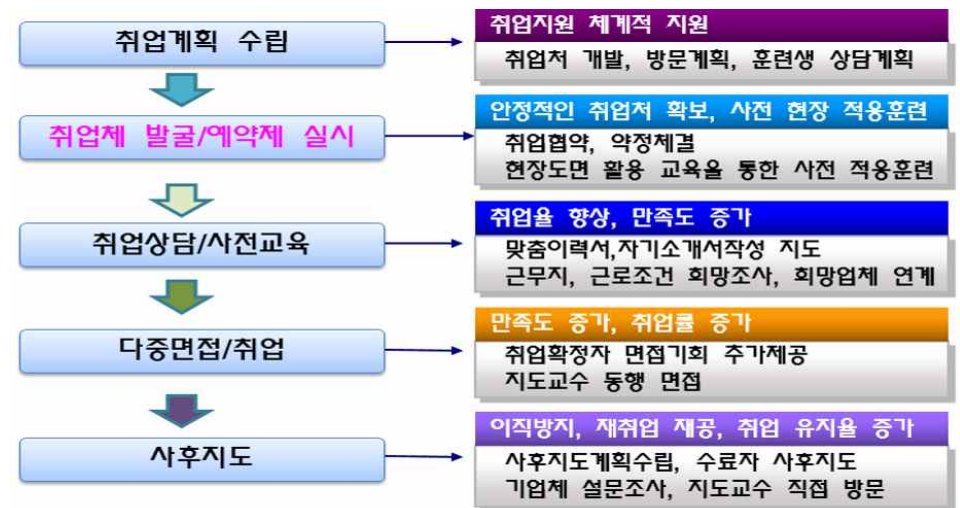 취업계획 수립
취업지원 체계적 지원
취업처 개발, 방문계획, 훈련생 상담계획
취업체 발굴/예약제 실시
안정적인 취업처 확보, 사전 현장 적응훈련
취업협약, 약정체결
현장도면 활용 교육을 통한 사전 적응훈련
취업상담/사전교육
취업율 향상, 만족도 증가
맞춤이력서,자기소개서작성 지도
근무지, 근로조건 희망조사, 희망업체 연계
다중면접/취업
만족도 증가, 취업률 증가
취업확정자 면접기회 추가제공
지도교수 동행 면접
사후지도
이직방지, 재취업 제공, 취업 유지율 증가
사후지도계획수립, 수료자 사후지도
기업체 설문조사, 지도교수 직접 방문